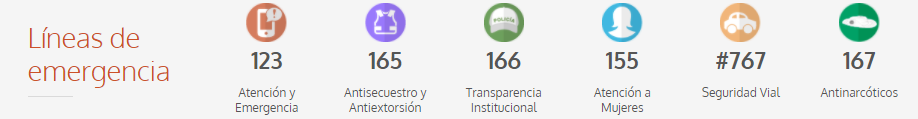 Líneas de
emergencia
POLICÍA
123
Atención y
Emergencia
165
Antisecuestro y
Antiextorsión
166
Transparencia
Institucional
155
Atención a
Mujeres
#767
Seguridad Vial
167
Antinarcóticos